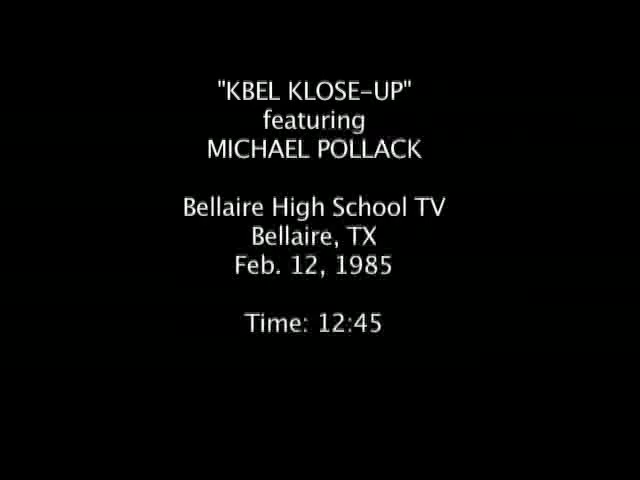 "KBEL KLOSE-UP"
featuring
MICHAEL POLLACK
Bellaire High School TV
Bellaire, TX
Feb. 12, 1985
Time: 12:45